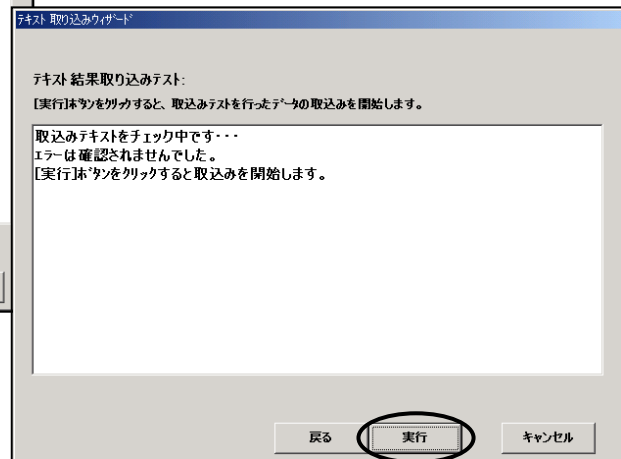 テキスト 取り込みウィザード
テキスト 結果取り込みテスト:
[実行]ボタンをクリックすると、取込みテストを行ったデータの取込みを開始します。
取込みテキストをチェック中です・・・
エラーは確認されませんでした。
[実行]ボタンをクリックすると取込みを開始します。
戻る
実行
キャンセル